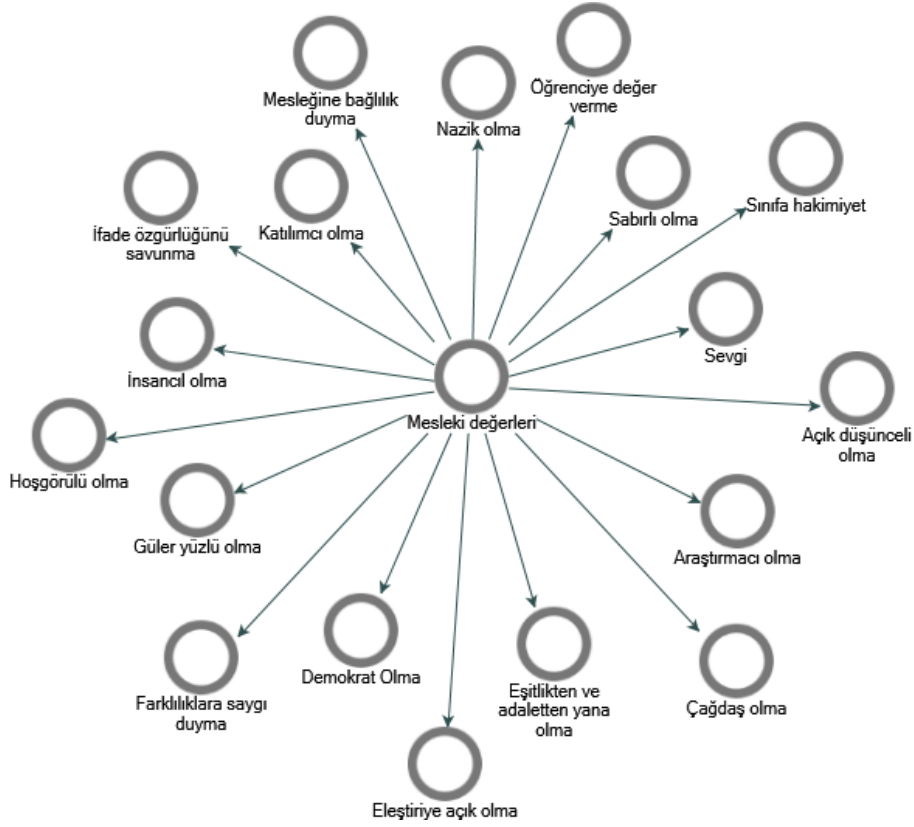 Mesleğine bağlılık
duyma
Nazik olma
Öğrenciye değer
verme
İfade özgürlüğünü
savunma
Katılımcı olma
Sabırlı olma
Sınıfa hakimiyet
İnsancıl olma
Sevgi
Mesleki değerleri
Açık düşünceli
olma
Hoşgörülü olma
Güler yüzlü olma
Araştırmacı olma
Farklılıklara saygı
duyma
Demokrat Olma
Eşitlikten ve
adaletten yana
olma
Çağdaş olma
Eleştiriye açık olma